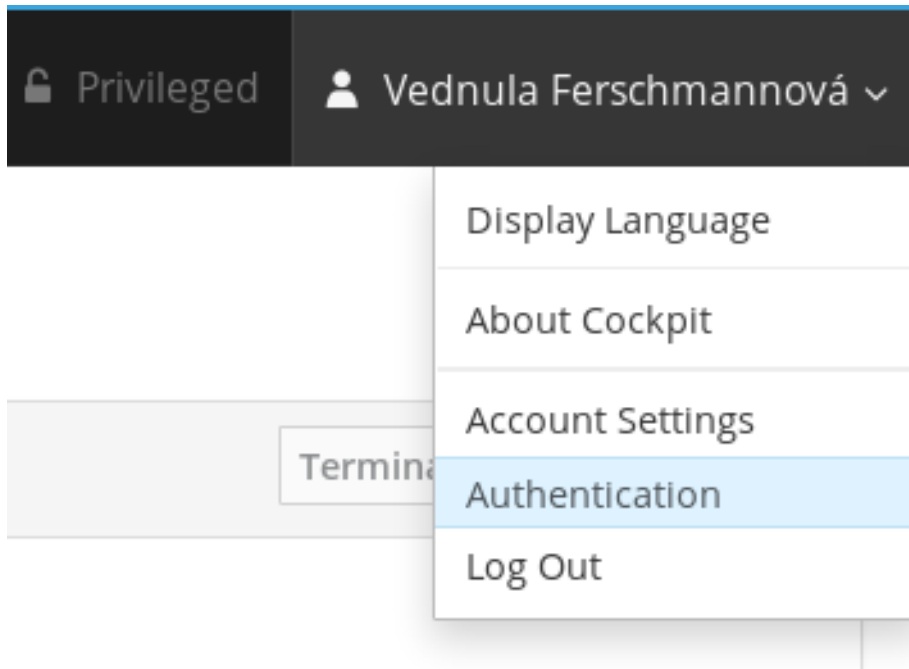 Privileged
Vednula Ferschmannová
Display Language
About Cockpit
Account Settings
Authentication
Log Out